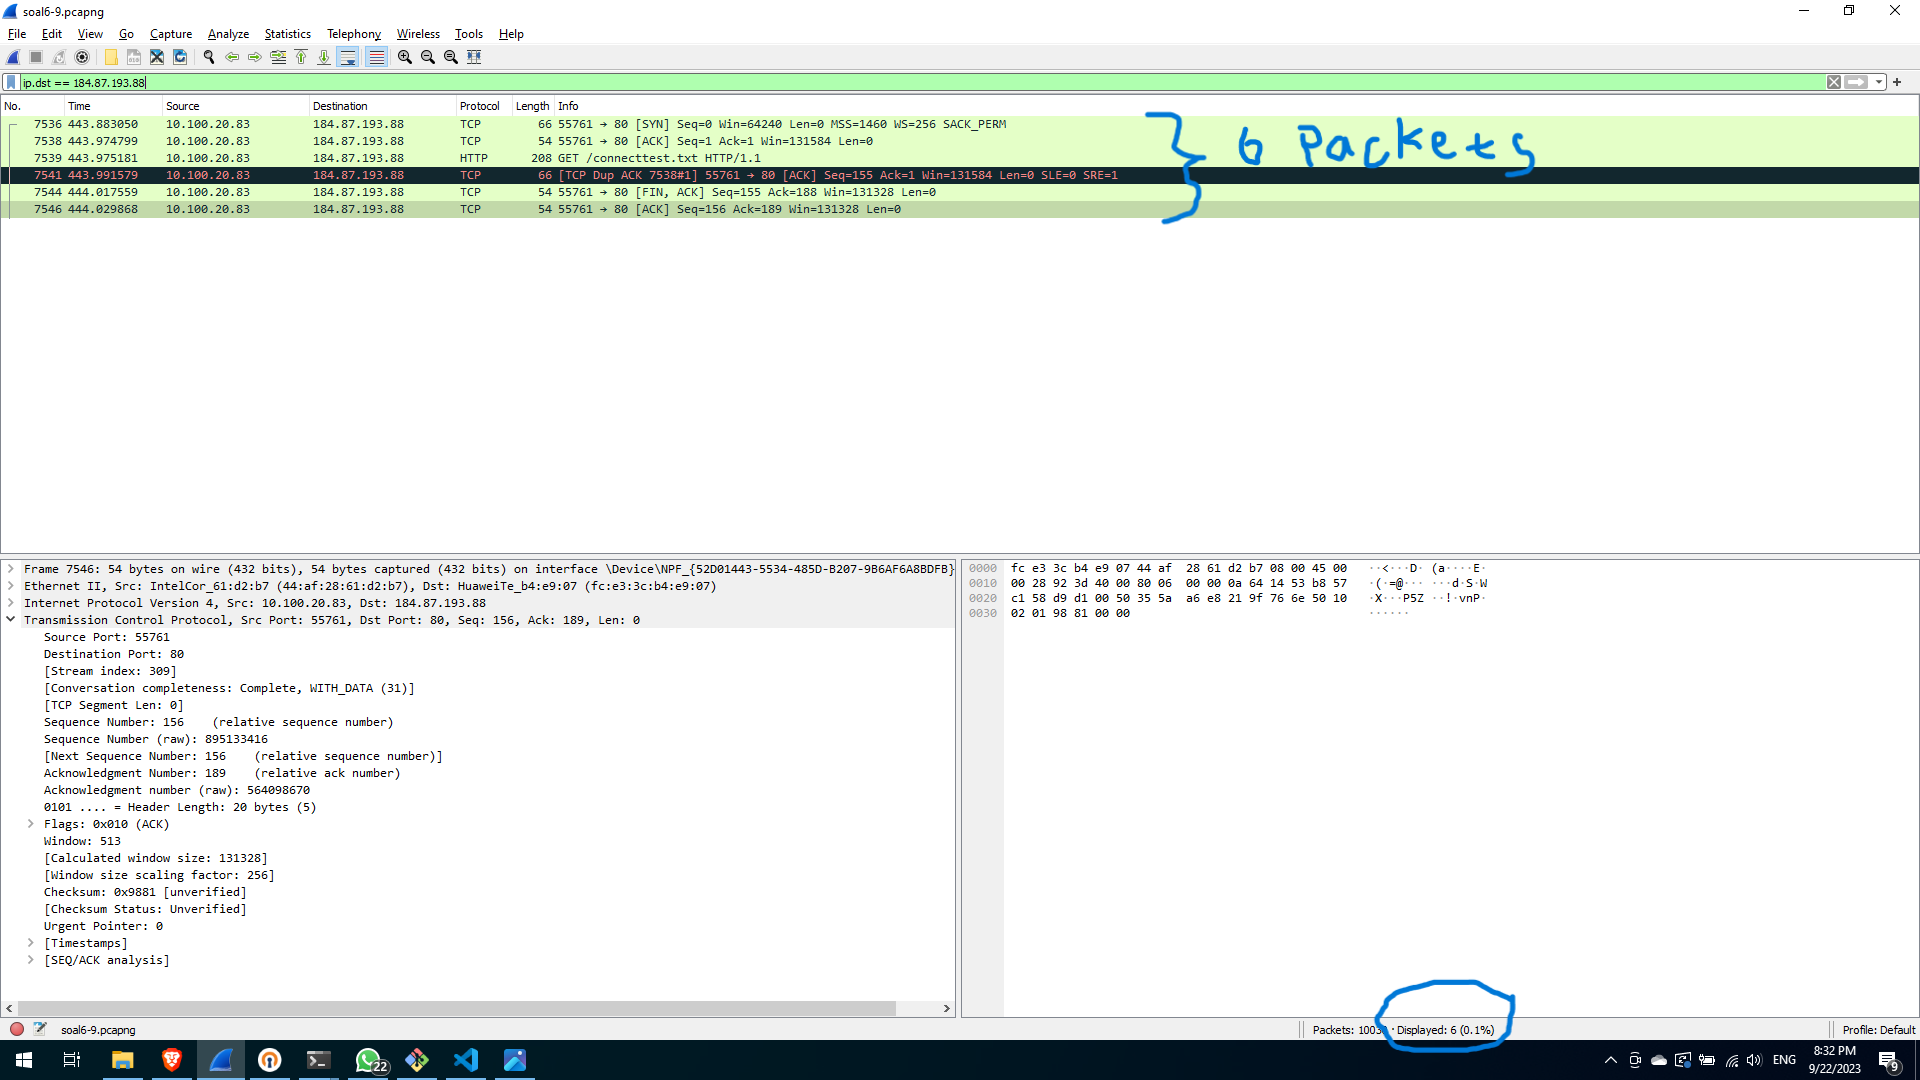 soal6-9.pcapng
File Edit View Go Capture Analyze Statistics Telephony Wireless Tools Help
ip.dst == 184.87.193.88
No. Time Source Destination Protocol Length Info
7536 443.883050 10.100.20.83 184.87.193.88 TCP 66 55761 → 80 [SYN] Seq=0 Win=64240 Len=0 MSS=1460 WS=256 SACK_PERM
7538 443.974799 10.100.20.83 184.87.193.88 TCP 54 55761 → 80 [ACK] Seq=1 Ack=1 Win=131584 Len=0
7539 443.975181 10.100.20.83 184.87.193.88 HTTP 208 GET /connecttest.txt HTTP/1.1
7541 443.991579 10.100.20.83 184.87.193.88 TCP 66 [TCP Dup ACK 7538#1] 55761 → 80 [ACK] Seq=155 Ack=1 Win=131584 Len=0 SLE=0 SRE=1
7544 444.017559 10.100.20.83 184.87.193.88 TCP 54 55761 → 80 [FIN, ACK] Seq=155 Ack=188 Win=131328 Len=0
7546 444.029868 10.100.20.83 184.87.193.88 TCP 54 55761 → 80 [ACK] Seq=156 Ack=189 Win=131328 Len=0
6 Packets
Frame 7546: 54 bytes on wire (432 bits), 54 bytes captured (432 bits) on interface \Device\NPF_{52D01443-5534-485D-B207-9B6AF6A8BDFB}
Ethernet II, Src: IntelCor_61:d2:b7 (44:af:28:61:d2:b7), Dst: HuaweiTe_b4:e9:07 (fc:e3:3c:b4:e9:07)
Internet Protocol Version 4, Src: 10.100.20.83, Dst: 184.87.193.88
Transmission Control Protocol, Src Port: 55761, Dst Port: 80, Seq: 156, Ack: 189, Len: 0
Source Port: 55761
Destination Port: 80
[Stream index: 309]
[Conversation completeness: Complete, WITH_DATA (31)]
[TCP Segment Len: 0]
Sequence Number: 156 (relative sequence number)
Sequence Number (raw): 895133416
[Next Sequence Number: 156 (relative sequence number)]
Acknowledgment Number: 189 (relative ack number)
Acknowledgment number (raw): 564098670
0101 .... = Header Length: 20 bytes (5)
Flags: 0x010 (ACK)
Window: 513
[Calculated window size: 131328]
[Window size scaling factor: 256]
Checksum: 0x9881 [unverified]
[Checksum Status: Unverified]
Urgent Pointer: 0
[Timestamps]
[SEQ/ACK analysis]
0000 fc e3 3c b4 e9 07 44 af 28 61 d2 b7 08 00 45 00 ··<···D· (a····E·
0010 00 28 92 3d 40 00 80 06 00 00 0a 64 14 53 b8 57 ·(·=@··· ···d·S·W
0020 c1 58 d9 d1 00 50 35 5a a6 e8 21 9f 76 6e 50 10 ·X···P5Z ··!·vnP·
0030 02 01 98 81 00 00 ······
soal6-9.pcapng
Displayed: 6 (0.1%)
Packets:
Profile: Default
22
ENG
8:32 PM
9/22/2023
9